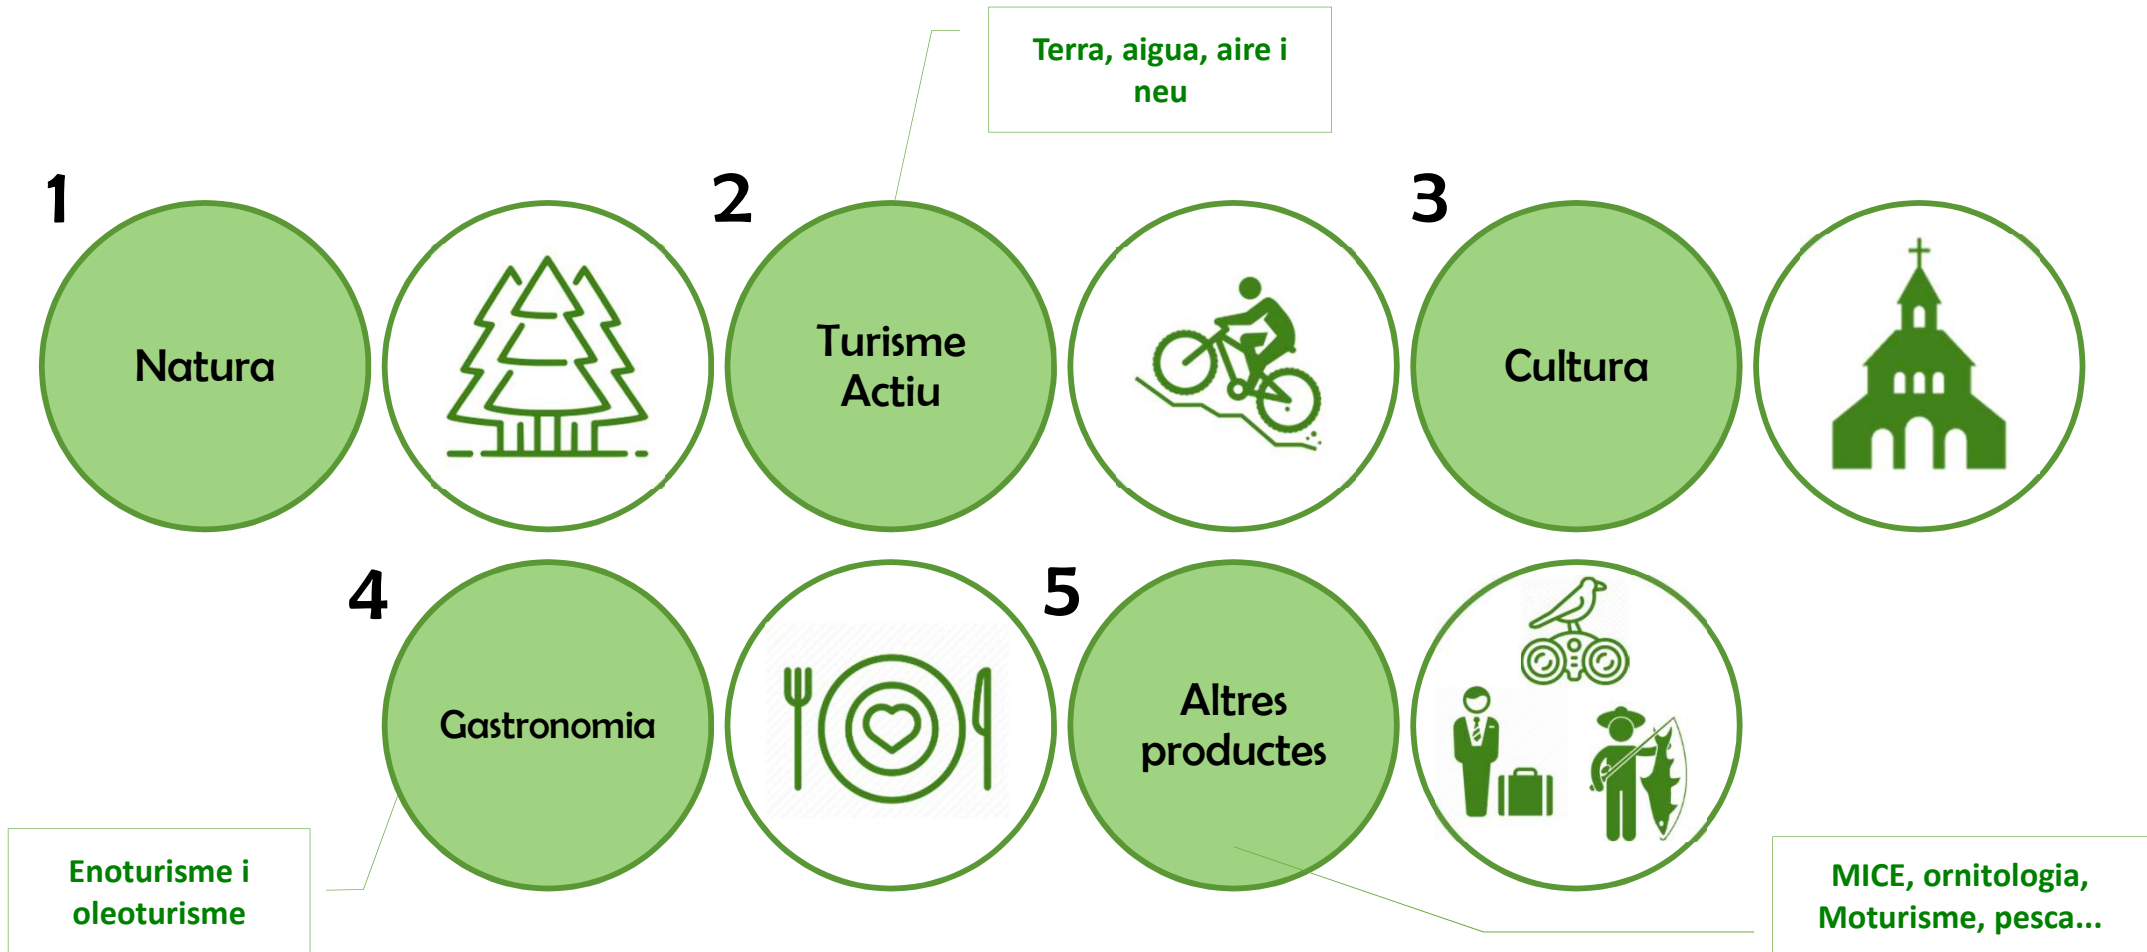 Terra, aigua, aire i
neu
1
2
3
Natura
Turisme
Actiu
Cultura
4
5
Gastronomia
Altres
productes
Enoturisme i
oleoturisme
MICE, ornitologia,
Moturisme, pesca...